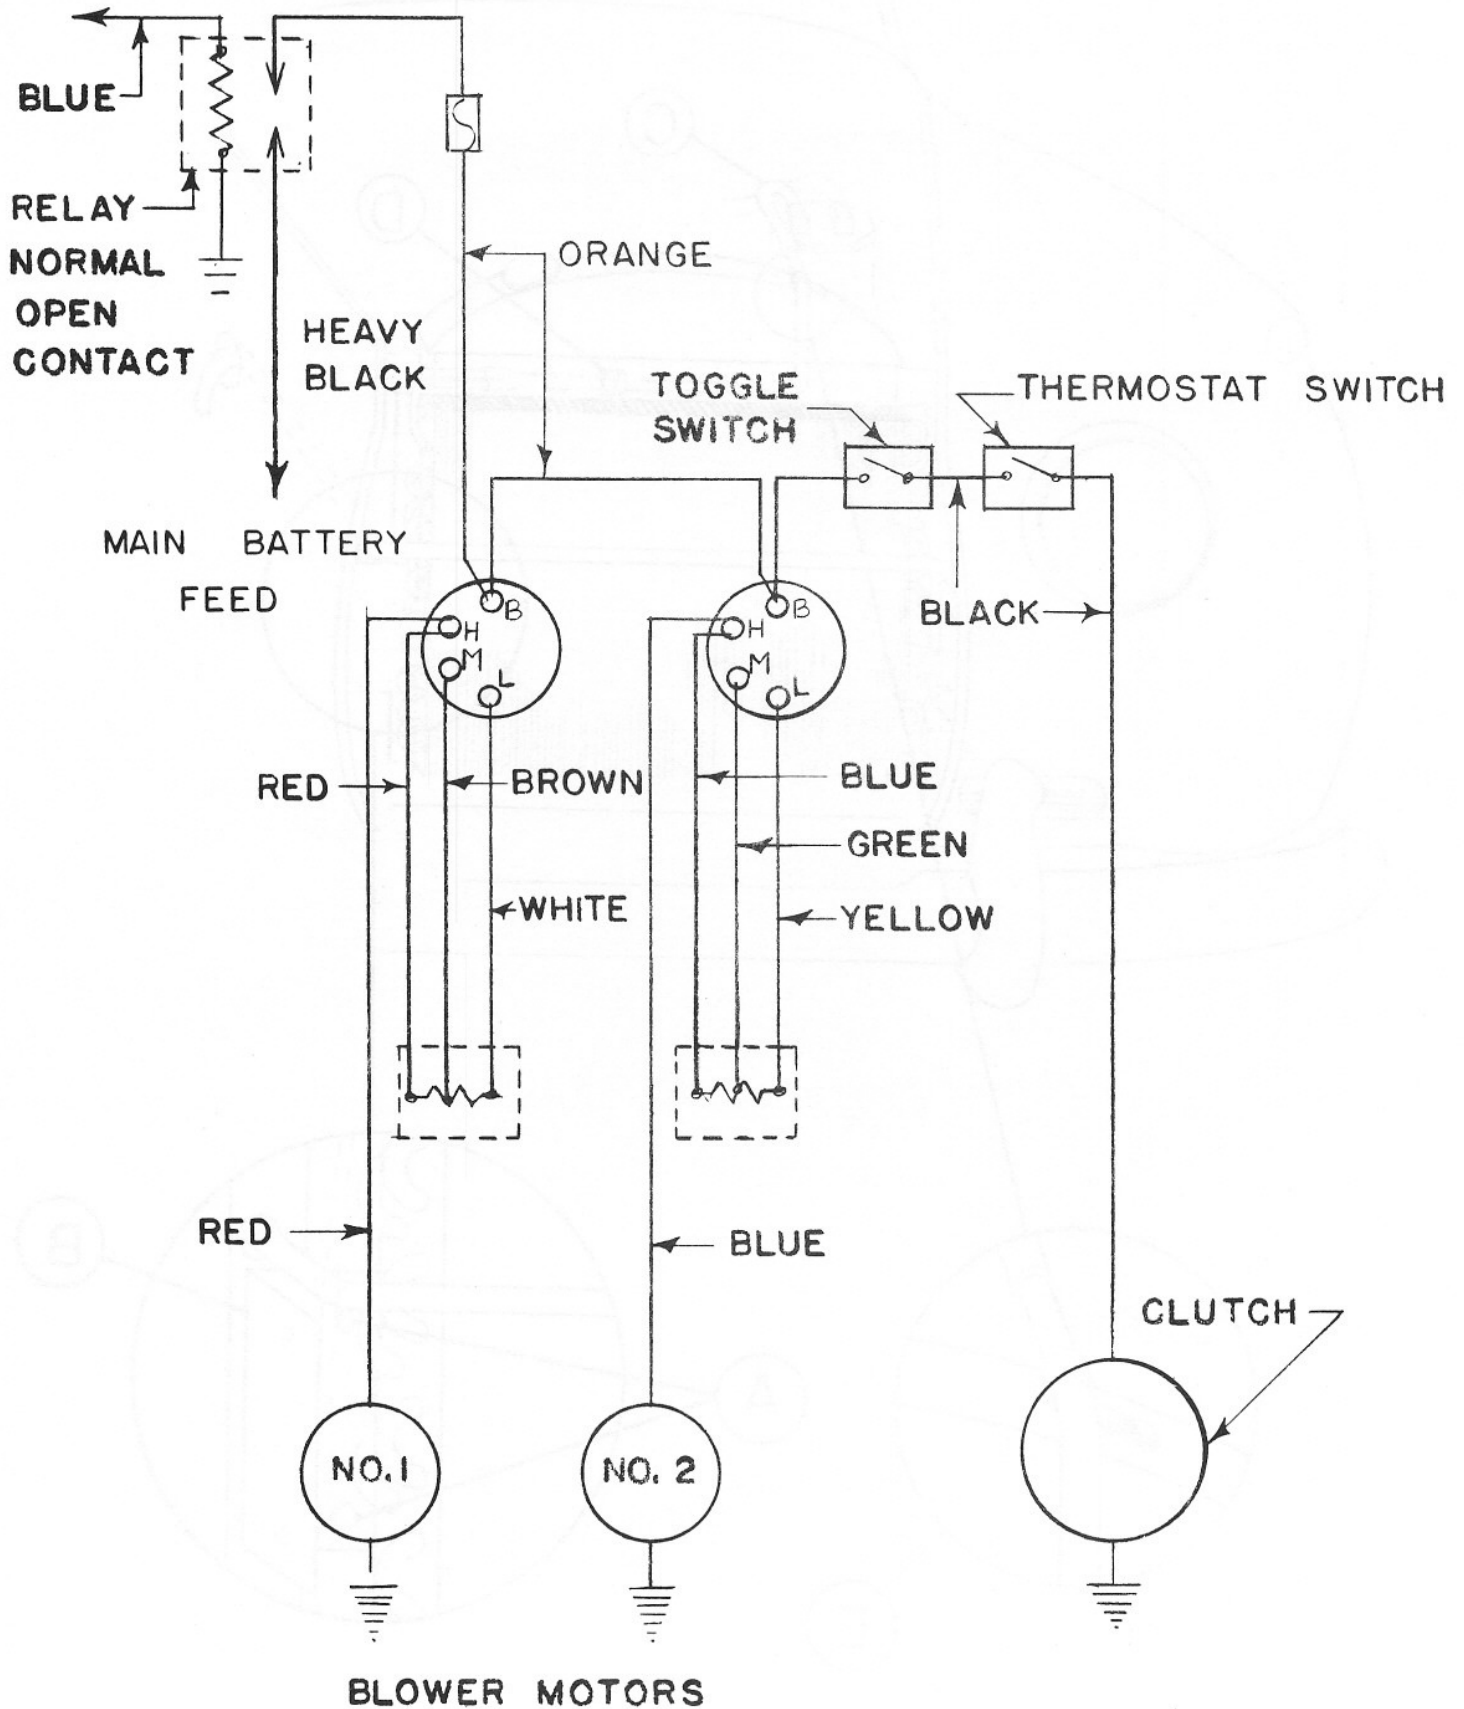 BLUE
RELAY
NORMAL
OPEN
CONTACT
HEAVY
BLACK
ORANGE
MAIN BATTERY
FEED
TOGGLE
SWITCH
THERMOSTAT SWITCH
BLACK
B
H
M
L
B
H
M
L
RED
BROWN
WHITE
BLUE
GREEN
YELLOW
RED
BLUE
CLUTCH
NO. 1
NO. 2
BLOWER MOTORS